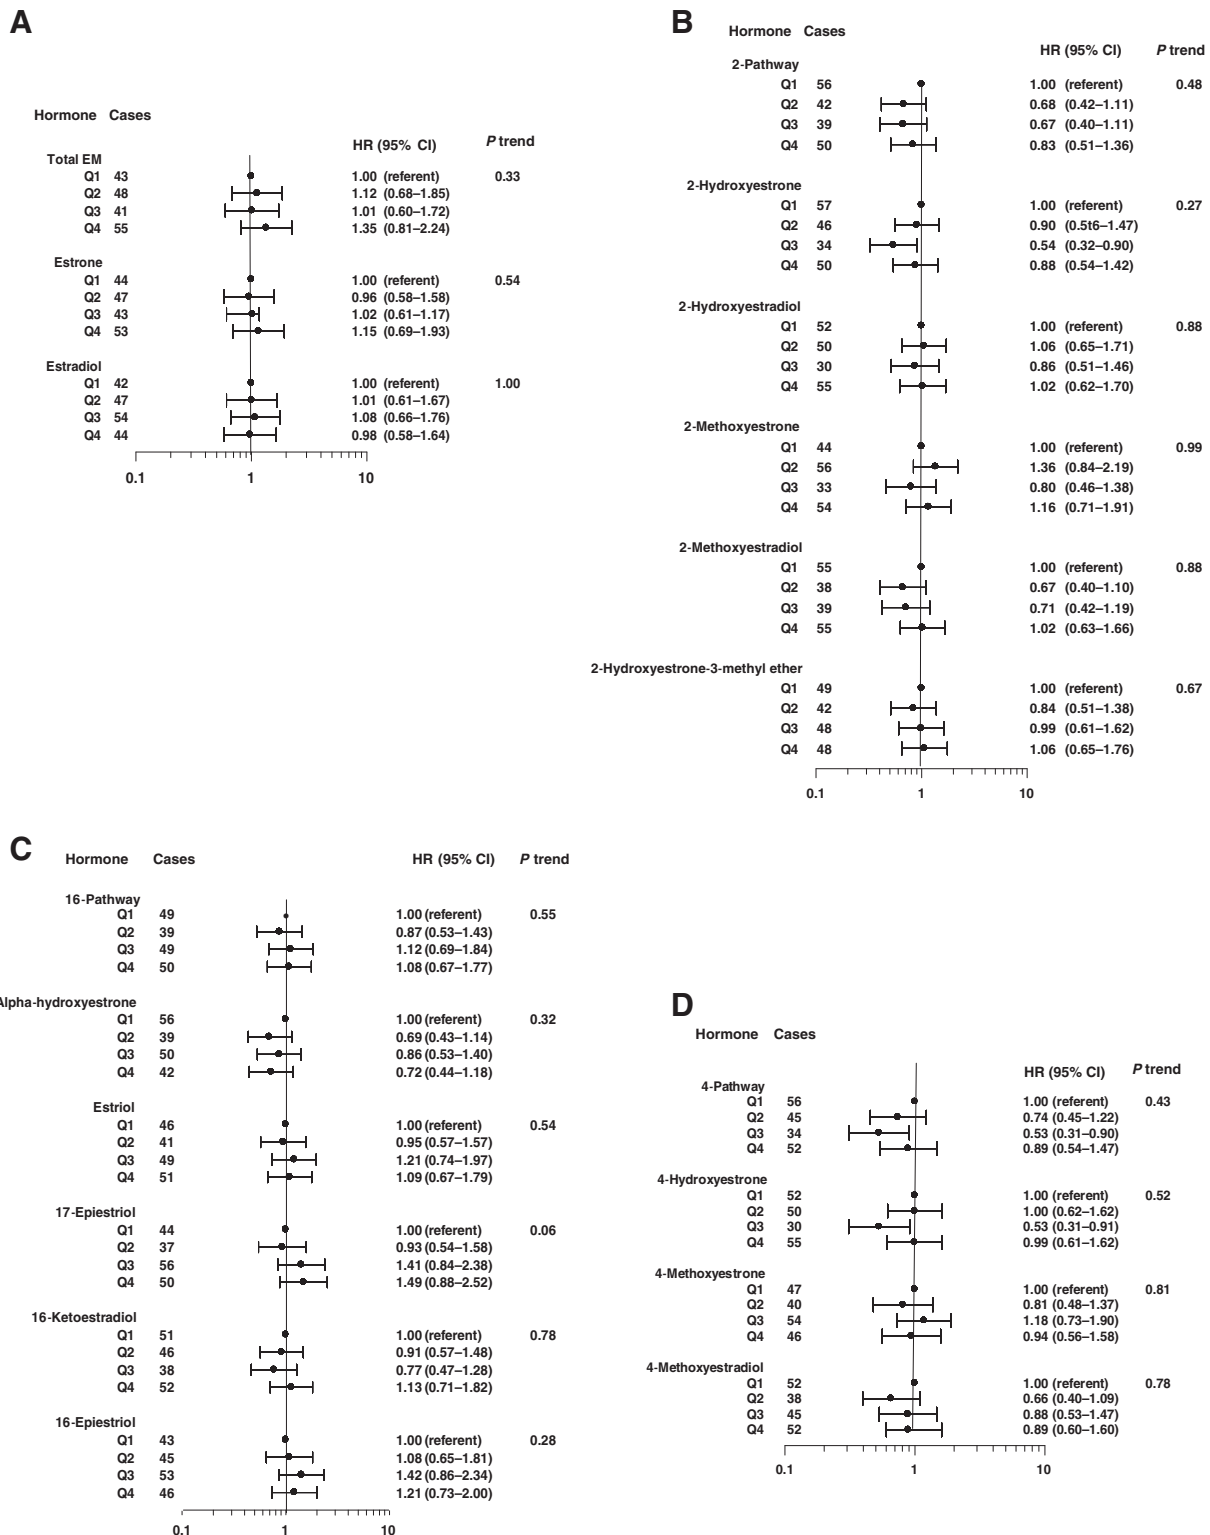 A
Hormone Cases
HR (95% CI) P trend
Total EM
Q1 43 1.00 (referent) 0.33
Q2 48 1.12 (0.68–1.85)
Q3 41 1.01 (0.60–1.72)
Q4 55 1.35 (0.81–2.24)
Estrone
Q1 44 1.00 (referent) 0.54
Q2 47 0.96 (0.58–1.58)
Q3 43 1.02 (0.61–1.17)
Q4 53 1.15 (0.69–1.93)
Estradiol
Q1 42 1.00 (referent) 1.00
Q2 47 1.01 (0.61–1.67)
Q3 54 1.08 (0.66–1.76)
Q4 44 0.98 (0.58–1.64)
0.1 1 10
B
Hormone Cases
HR (95% CI) P trend
2-Pathway
Q1 56 1.00 (referent) 0.48
Q2 42 0.68 (0.42–1.11)
Q3 39 0.67 (0.40–1.11)
Q4 50 0.83 (0.51–1.36)
2-Hydroxyestrone
Q1 57 1.00 (referent) 0.27
Q2 46 0.90 (0.5t6–1.47)
Q3 34 0.54 (0.32–0.90)
Q4 50 0.88 (0.54–1.42)
2-Hydroxyestradiol
Q1 52 1.00 (referent) 0.88
Q2 50 1.06 (0.65–1.71)
Q3 30 0.86 (0.51–1.46)
Q4 55 1.02 (0.62–1.70)
2-Methoxyestrone
Q1 44 1.00 (referent) 0.99
Q2 56 1.36 (0.84–2.19)
Q3 33 0.80 (0.46–1.38)
Q4 54 1.16 (0.71–1.91)
2-Methoxyestradiol
Q1 55 1.00 (referent) 0.88
Q2 38 0.67 (0.40–1.10)
Q3 39 0.71 (0.42–1.19)
Q4 55 1.02 (0.63–1.66)
2-Hydroxyestrone-3-methyl ether
Q1 49 1.00 (referent) 0.67
Q2 42 0.84 (0.51–1.38)
Q3 48 0.99 (0.61–1.62)
Q4 48 1.06 (0.65–1.76)
0.1 1 10
C
Hormone Cases HR (95% CI) P trend
16-Pathway
Q1 49 1.00 (referent) 0.55
Q2 39 0.87 (0.53–1.43)
Q3 49 1.12 (0.69–1.84)
Q4 50 1.08 (0.67–1.77)
Alpha-hydroxyestrone
Q1 56 1.00 (referent) 0.32
Q2 39 0.69 (0.43–1.14)
Q3 50 0.86 (0.53–1.40)
Q4 42 0.72 (0.44–1.18)
Estriol
Q1 46 1.00 (referent) 0.54
Q2 41 0.95 (0.57–1.57)
Q3 49 1.21 (0.74–1.97)
Q4 51 1.09 (0.67–1.79)
17-Epiestriol
Q1 44 1.00 (referent) 0.06
Q2 37 0.93 (0.54–1.58)
Q3 56 1.41 (0.84–2.38)
Q4 50 1.49 (0.88–2.52)
16-Ketoestradiol
Q1 51 1.00 (referent) 0.78
Q2 46 0.91 (0.57–1.48)
Q3 38 0.77 (0.47–1.28)
Q4 52 1.13 (0.71–1.82)
16-Epiestriol
Q1 43 1.00 (referent) 0.28
Q2 45 1.08 (0.65–1.81)
Q3 53 1.42 (0.86–2.34)
Q4 46 1.21 (0.73–2.00)
0.1 1 10
D
Hormone Cases
HR (95% CI) P trend
4-Pathway
Q1 56 1.00 (referent) 0.43
Q2 45 0.74 (0.45–1.22)
Q3 34 0.53 (0.31–0.90)
Q4 52 0.89 (0.54–1.47)
4-Hydroxyestrone
Q1 52 1.00 (referent) 0.52
Q2 50 1.00 (0.62–1.62)
Q3 30 0.53 (0.31–0.91)
Q4 55 0.99 (0.61–1.62)
4-Methoxyestrone
Q1 47 1.00 (referent) 0.81
Q2 40 0.81 (0.48–1.37)
Q3 54 1.18 (0.73–1.90)
Q4 46 0.94 (0.56–1.58)
4-Methoxyestradiol
Q1 52 1.00 (referent) 0.78
Q2 38 0.66 (0.40–1.09)
Q3 45 0.88 (0.53–1.47)
Q4 52 0.89 (0.60–1.60)
0.1 1 10